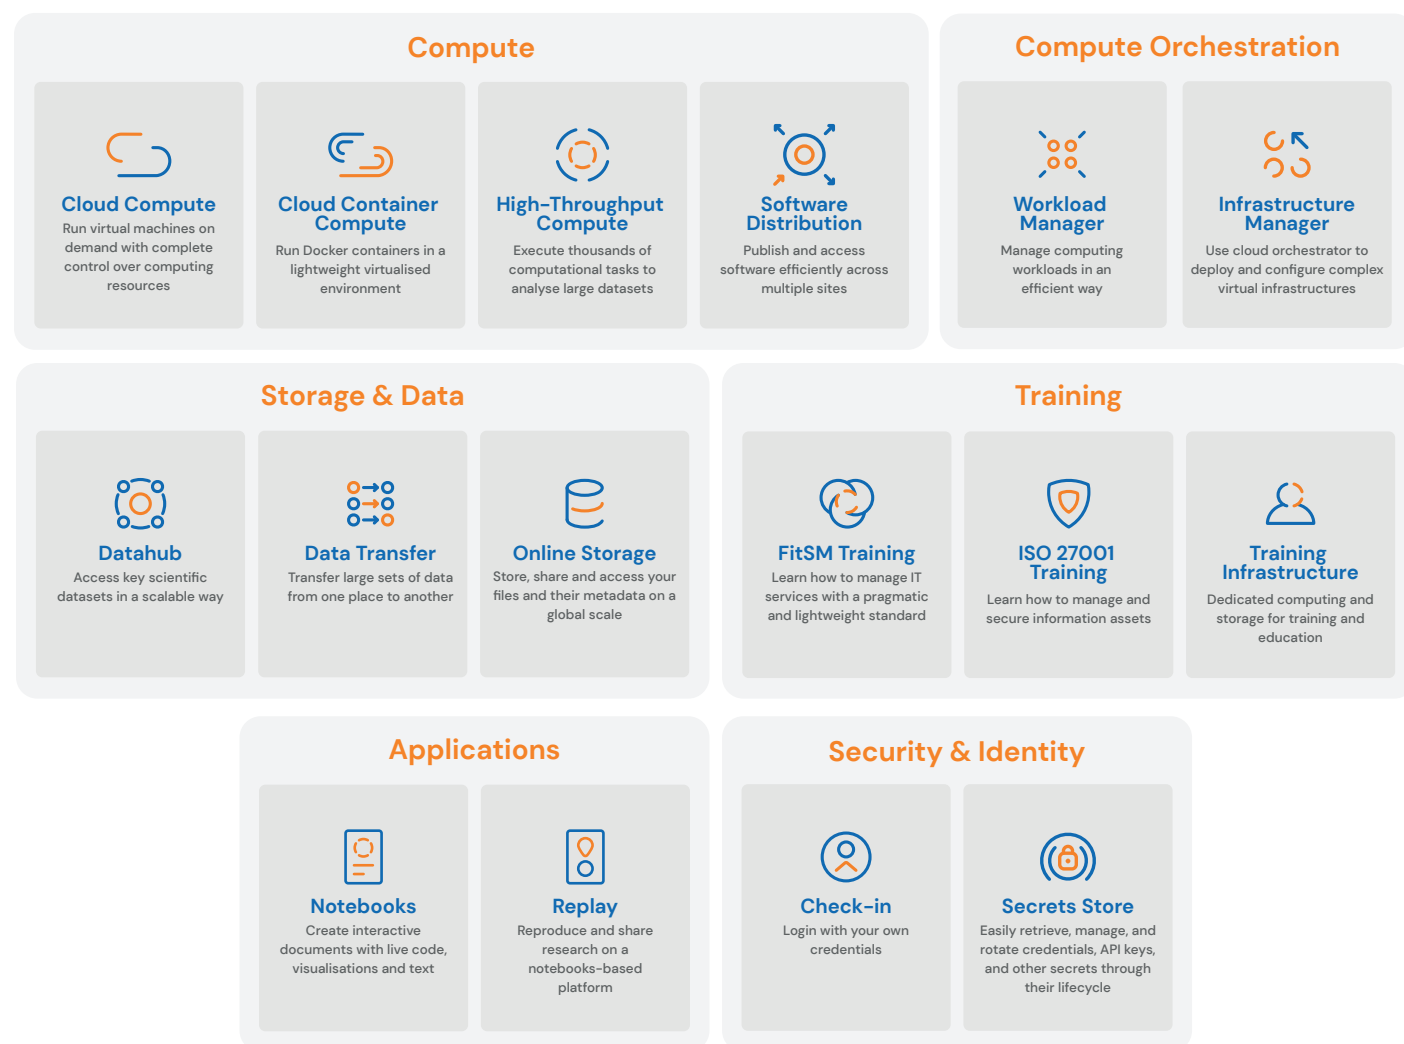 Compute
Cloud Compute
Run virtual machines on
demand with complete
control over computing
resources
Cloud Container
Compute
Run Docker containers in a
lightweight virtualised
environment
High-Throughput
Compute
Execute thousands of
computational tasks to
analyse large datasets
Software
Distribution
Publish and access
software efficiently across
multiple sites
Compute Orchestration
Workload
Manager
Manage computing
workloads in an
efficient way
Infrastructure
Manager
Use cloud orchestrator to
deploy and configure complex
virtual infrastructures
Storage & Data
Datahub
Access key scientific
datasets in a scalable way
Data Transfer
Transfer large sets of data
from one place to another
Online Storage
Store, share and access your
files and their metadata on a
global scale
Training
FitSM Training
Learn how to manage IT
services with a pragmatic
and lightweight standard
ISO 27001
Training
Learn how to manage and
secure information assets
Training
Infrastructure
Dedicated computing and
storage for training and
education
Applications
Notebooks
Create interactive
documents with live code,
visualisations and text
Replay
Reproduce and share
research on a
notebooks-based
platform
Security & Identity
Check-in
Login with your own
credentials
Secrets Store
Easily retrieve, manage, and
rotate credentials, API keys,
and other secrets through
their lifecycle